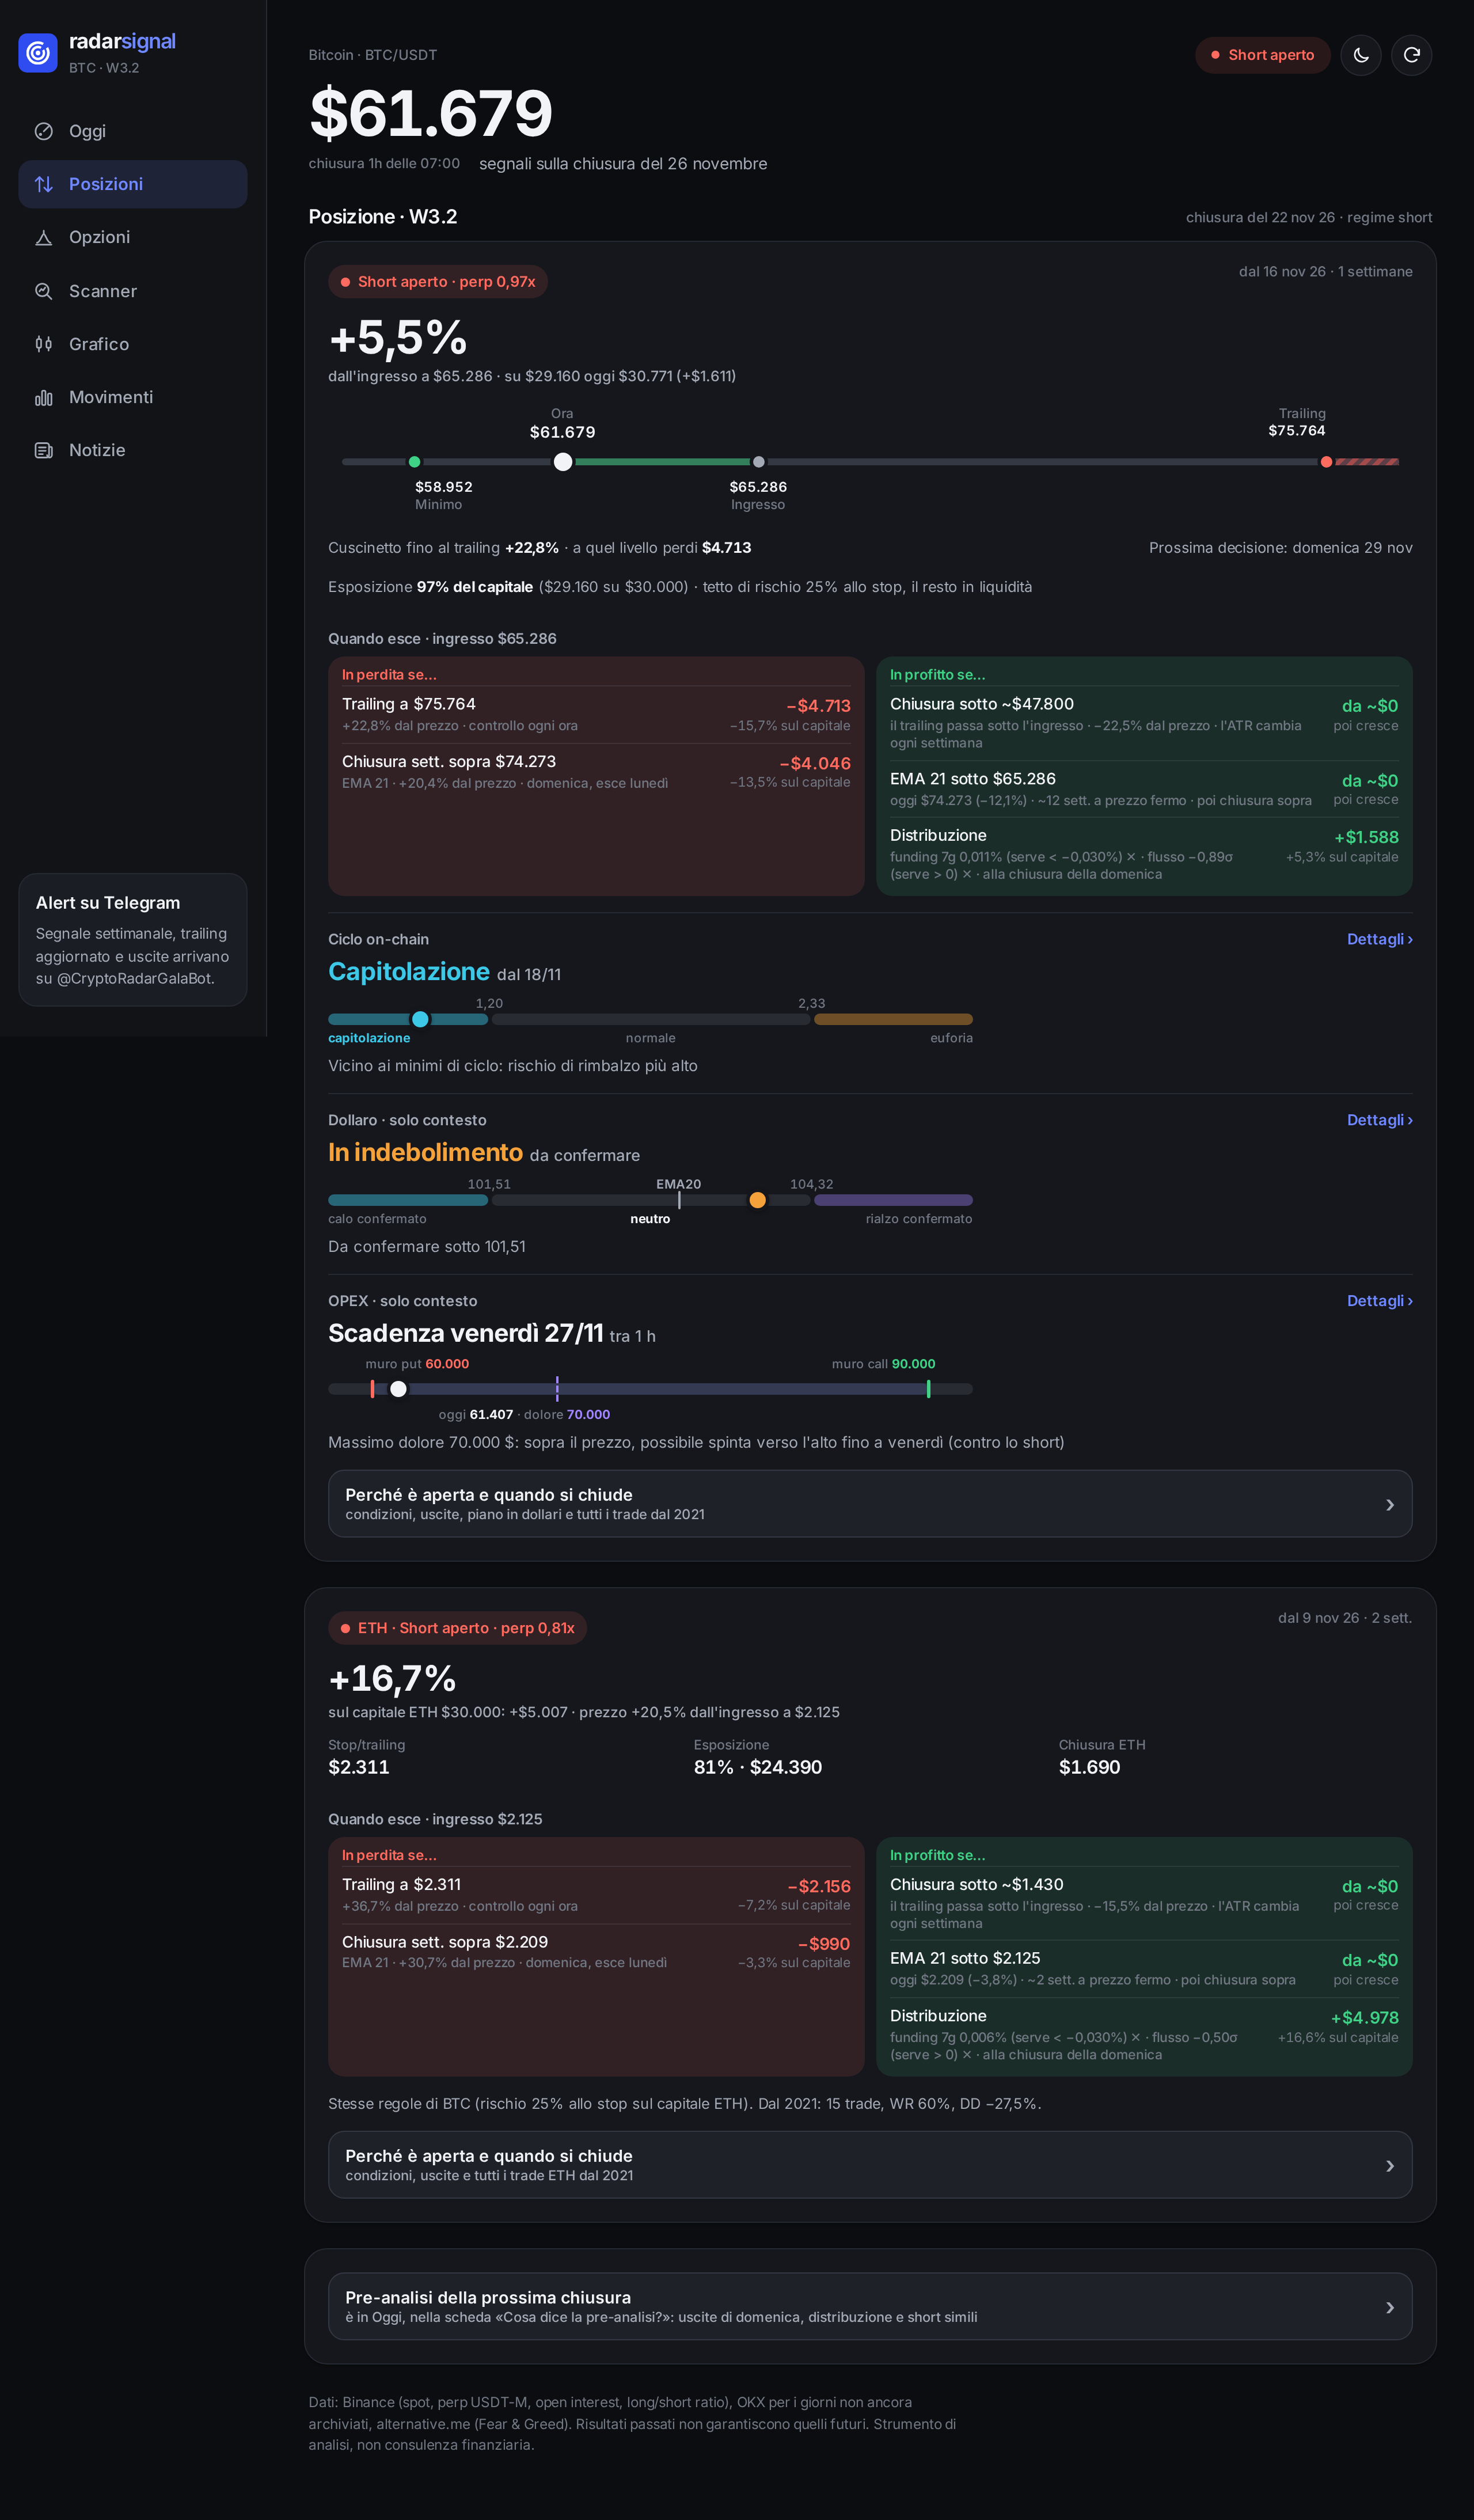 radarsignal
BTC · W3.2
Oggi
Posizioni
Opzioni
Scanner
Grafico
Movimenti
Notizie
Alert su Telegram
Segnale settimanale, trailing
aggiornato e uscite arrivano
su @CryptoRadarGalaBot.
Bitcoin · BTC/USDT
Short aperto
$61.679
chiusura 1h delle 07:00 segnali sulla chiusura del 26 novembre
Posizione · W3.2
chiusura del 22 nov 26 · regime short
Short aperto · perp 0,97x
dal 16 nov 26 · 1 settimane
+5,5%
dall'ingresso a $65.286 · su $29.160 oggi $30.771 (+$1.611)
Ora
$61.679
Trailing
$75.764
$58.952
Minimo
$65.286
Ingresso
Cuscinetto fino al trailing +22,8% · a quel livello perdi $4.713
Prossima decisione: domenica 29 nov
Esposizione 97% del capitale ($29.160 su $30.000) · tetto di rischio 25% allo stop, il resto in liquidità
Quando esce · ingresso $65.286
In perdita se...
Trailing a $75.764
−$4.713
+22,8% dal prezzo · controllo ogni ora
−15,7% sul capitale
Chiusura sett. sopra $74.273
−$4.046
EMA 21 · +20,4% dal prezzo · domenica, esce lunedì
−13,5% sul capitale
In profitto se...
Chiusura sotto ~$47.800
da ~$0
il trailing passa sotto l'ingresso · −22,5% dal prezzo · l'ATR cambia
ogni settimana
poi cresce
EMA 21 sotto $65.286
da ~$0
oggi $74.273 (−12,1%) · ~12 sett. a prezzo fermo · poi chiusura sopra
poi cresce
Distribuzione
+$1.588
funding 7g 0,011% (serve < −0,030%) ✕ · flusso −0,89σ
(serve > 0) ✕ · alla chiusura della domenica
+5,3% sul capitale
Ciclo on-chain
Dettagli ›
Capitolazione dal 18/11
1,20
2,33
capitolazione
normale
euforia
Vicino ai minimi di ciclo: rischio di rimbalzo più alto
Dollaro · solo contesto
Dettagli ›
In indebolimento da confermare
101,51
EMA20
104,32
calo confermato
neutro
rialzo confermato
Da confermare sotto 101,51
OPEX · solo contesto
Dettagli ›
Scadenza venerdì 27/11 tra 1 h
muro put 60.000
muro call 90.000
oggi 61.407 · dolore 70.000
Massimo dolore 70.000 $: sopra il prezzo, possibile spinta verso l'alto fino a venerdì (contro lo short)
Perché è aperta e quando si chiude
condizioni, uscite, piano in dollari e tutti i trade dal 2021
ETH · Short aperto · perp 0,81x
dal 9 nov 26 · 2 sett.
+16,7%
sul capitale ETH $30.000: +$5.007 · prezzo +20,5% dall'ingresso a $2.125
Stop/trailing
$2.311
Esposizione
81% · $24.390
Chiusura ETH
$1.690
Quando esce · ingresso $2.125
In perdita se...
Trailing a $2.311
−$2.156
+36,7% dal prezzo · controllo ogni ora
−7,2% sul capitale
Chiusura sett. sopra $2.209
−$990
EMA 21 · +30,7% dal prezzo · domenica, esce lunedì
−3,3% sul capitale
In profitto se...
Chiusura sotto ~$1.430
da ~$0
il trailing passa sotto l'ingresso · −15,5% dal prezzo · l'ATR cambia
ogni settimana
poi cresce
EMA 21 sotto $2.125
da ~$0
oggi $2.209 (−3,8%) · ~2 sett. a prezzo fermo · poi chiusura sopra
poi cresce
Distribuzione
+$4.978
funding 7g 0,006% (serve < −0,030%) ✕ · flusso −0,50σ
(serve > 0) ✕ · alla chiusura della domenica
+16,6% sul capitale
Stesse regole di BTC (rischio 25% allo stop sul capitale ETH). Dal 2021: 15 trade, WR 60%, DD −27,5%.
Perché è aperta e quando si chiude
condizioni, uscite e tutti i trade ETH dal 2021
Pre-analisi della prossima chiusura
è in Oggi, nella scheda «Cosa dice la pre-analisi?»: uscite di domenica, distribuzione e short simili
Dati: Binance (spot, perp USDT-M, open interest, long/short ratio), OKX per i giorni non ancora
archiviati, alternative.me (Fear & Greed). Risultati passati non garantiscono quelli futuri. Strumento di
analisi, non consulenza finanziaria.